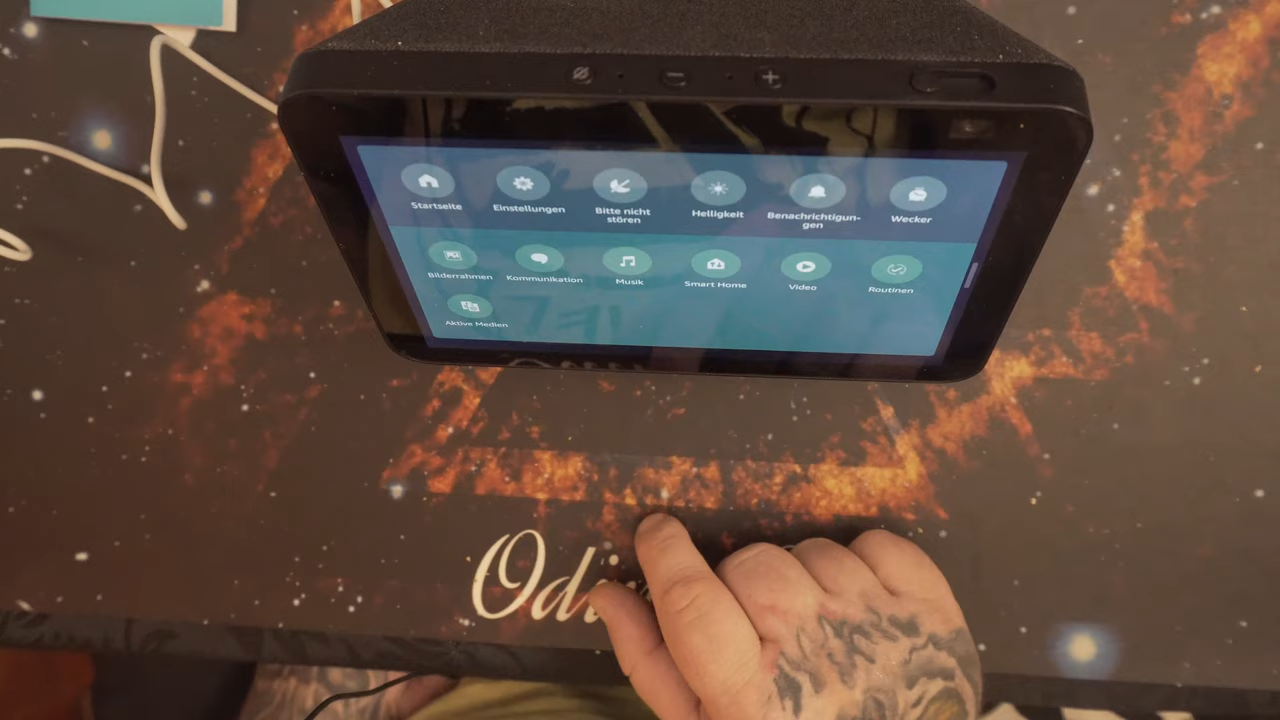 Startseite
Einstellungen
Bitte nicht
stören
Helligkeit
Benachrichtigun-
gen
Wecker
Bilderrahmen
Kommunikation
Musik
Smart Home
Video
Routinen
Aktive Medien